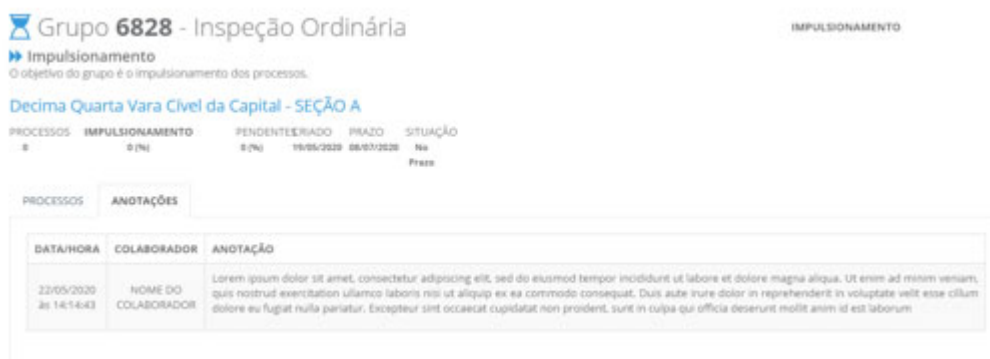 Grupo 6828 - Inspeção Ordinária
IMPULSIONAMENTO
Impulsionamento
O objetivo do grupo é o impulsionamento dos processos.
Decima Quarta Vara Cível da Capital - SEÇÃO A
PROCESSOS IMPULSIONAMENTO PENDENTES CRIADO PRAZO SITUAÇÃO
0 0 (%) 0 (%) 19/05/2020 08/07/2020 No
Prazo
PROCESSOS ANOTAÇÕES
DATA/HORA COLABORADOR ANOTAÇÃO
22/05/2020
às 14:14:43
NOME DO
COLABORADOR
Lorem ipsum dolor sit amet, consectetur adipiscing elit, sed do eiusmod tempor incididunt ut labore et dolore magna aliqua. Ut enim ad minim veniam,
quis nostrud exercitation ullamco laboris nisi ut aliquip ex ea commodo consequat. Duis aute irure dolor in reprehenderit in voluptate velit esse cillum
dolore eu fugiat nulla pariatur. Excepteur sint occaecat cupidatat non proident, sunt in culpa qui officia deserunt mollit anim id est laborum